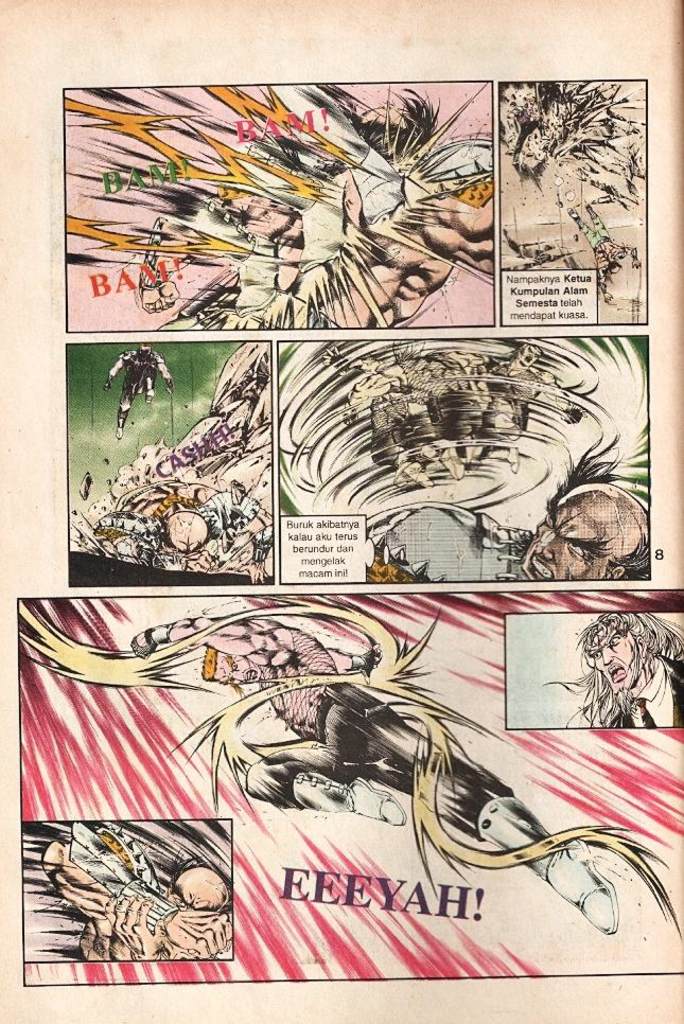 BAM!
BAM!
BAM!
Nampaknya Ketua
Kumpulan Alam
Semesta telah
mendapat kuasa.
Buruk akibatnya
kalau aku terus
berundur dan
mengelak
macam ini!
8
EEEYAH!